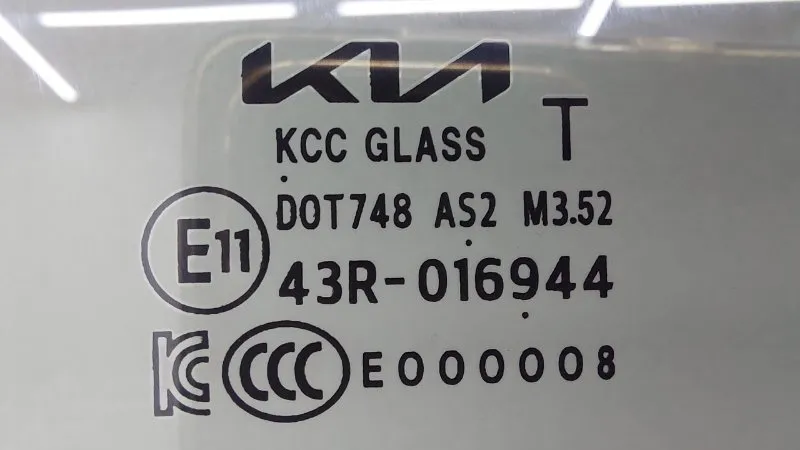 KIA
KCC GLASS T
DOT748 AS2 M3.52
E11 43R-016944
KC CCC E000008